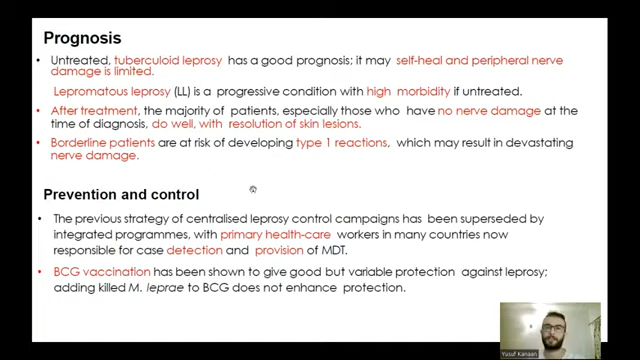 Prognosis
• Untreated, tuberculoid leprosy has a good prognosis; it may self-heal and peripheral nerve
damage is limited.
Lepromatous leprosy (LL) is a progressive condition with high morbidity if untreated.
• After treatment, the majority of patients, especially those who have no nerve damage at the
time of diagnosis, do well, with resolution of skin lesions.
• Borderline patients are at risk of developing type 1 reactions, which may result in devastating
nerve damage.
Prevention and control
• The previous strategy of centralised leprosy control campaigns has been superseded by
integrated programmes, with primary health-care workers in many countries now
responsible for case detection and provision of MDT.
• BCG vaccination has been shown to give good but variable protection against leprosy;
adding killed M. leprae to BCG does not enhance protection.
Yusuf Kanaan